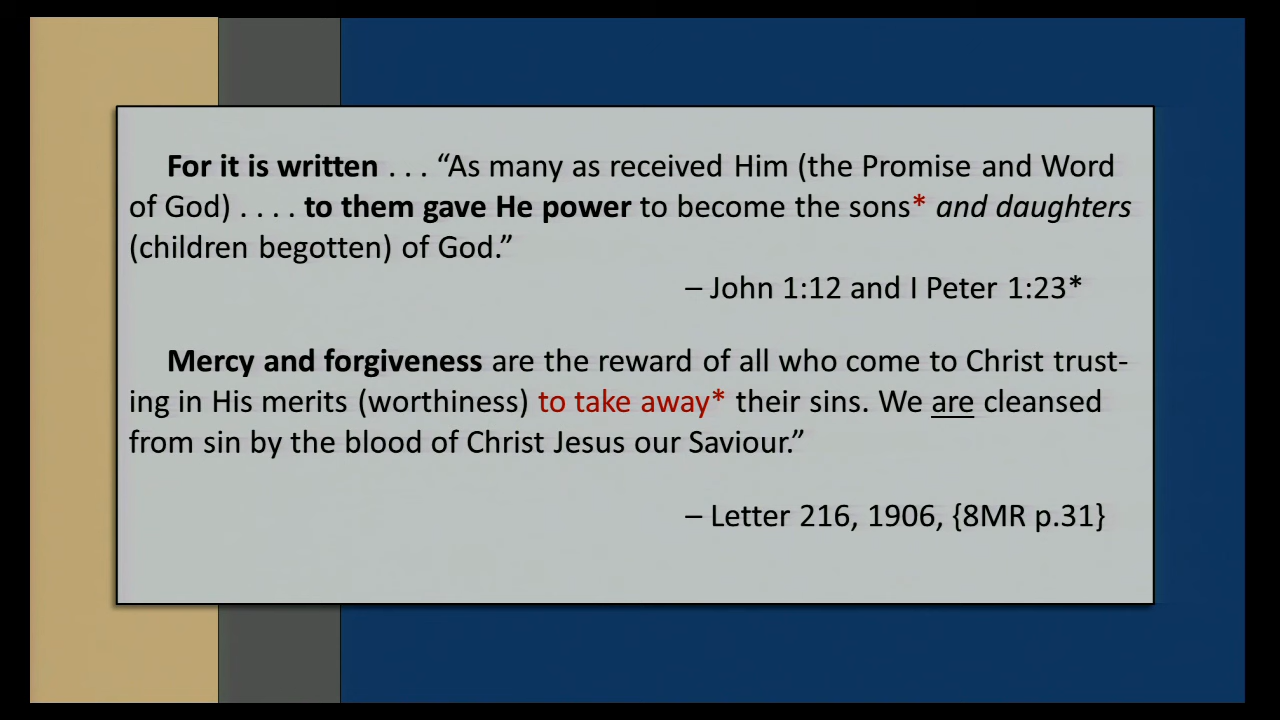 For it is written . . . “As many as received Him (the Promise and Word
of God) . . . . to them gave He power to become the sons* and daughters
(children begotten) of God.”
– John 1:12 and I Peter 1:23*
Mercy and forgiveness are the reward of all who come to Christ trust-
ing in His merits (worthiness) to take away* their sins. We are cleansed
from sin by the blood of Christ Jesus our Saviour.”
– Letter 216, 1906, {8MR p.31}